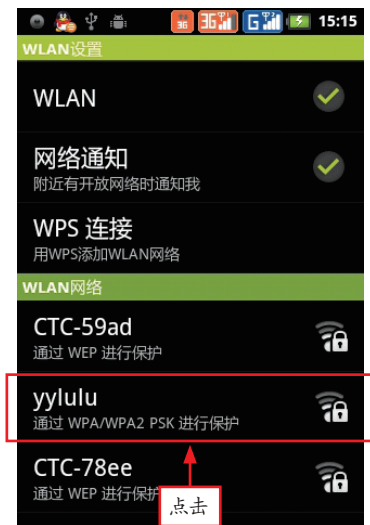 36 3G G 15:15
WLAN设置
WLAN
网络通知
附近有开放网络时通知我
WPS 连接
用WPS添加WLAN网络
WLAN网络
CTC-59ad
通过 WEP 进行保护
yylulu
通过 WPA/WPA2 PSK 进行保护
CTC-78ee
通过 WEP 进行保护
点击